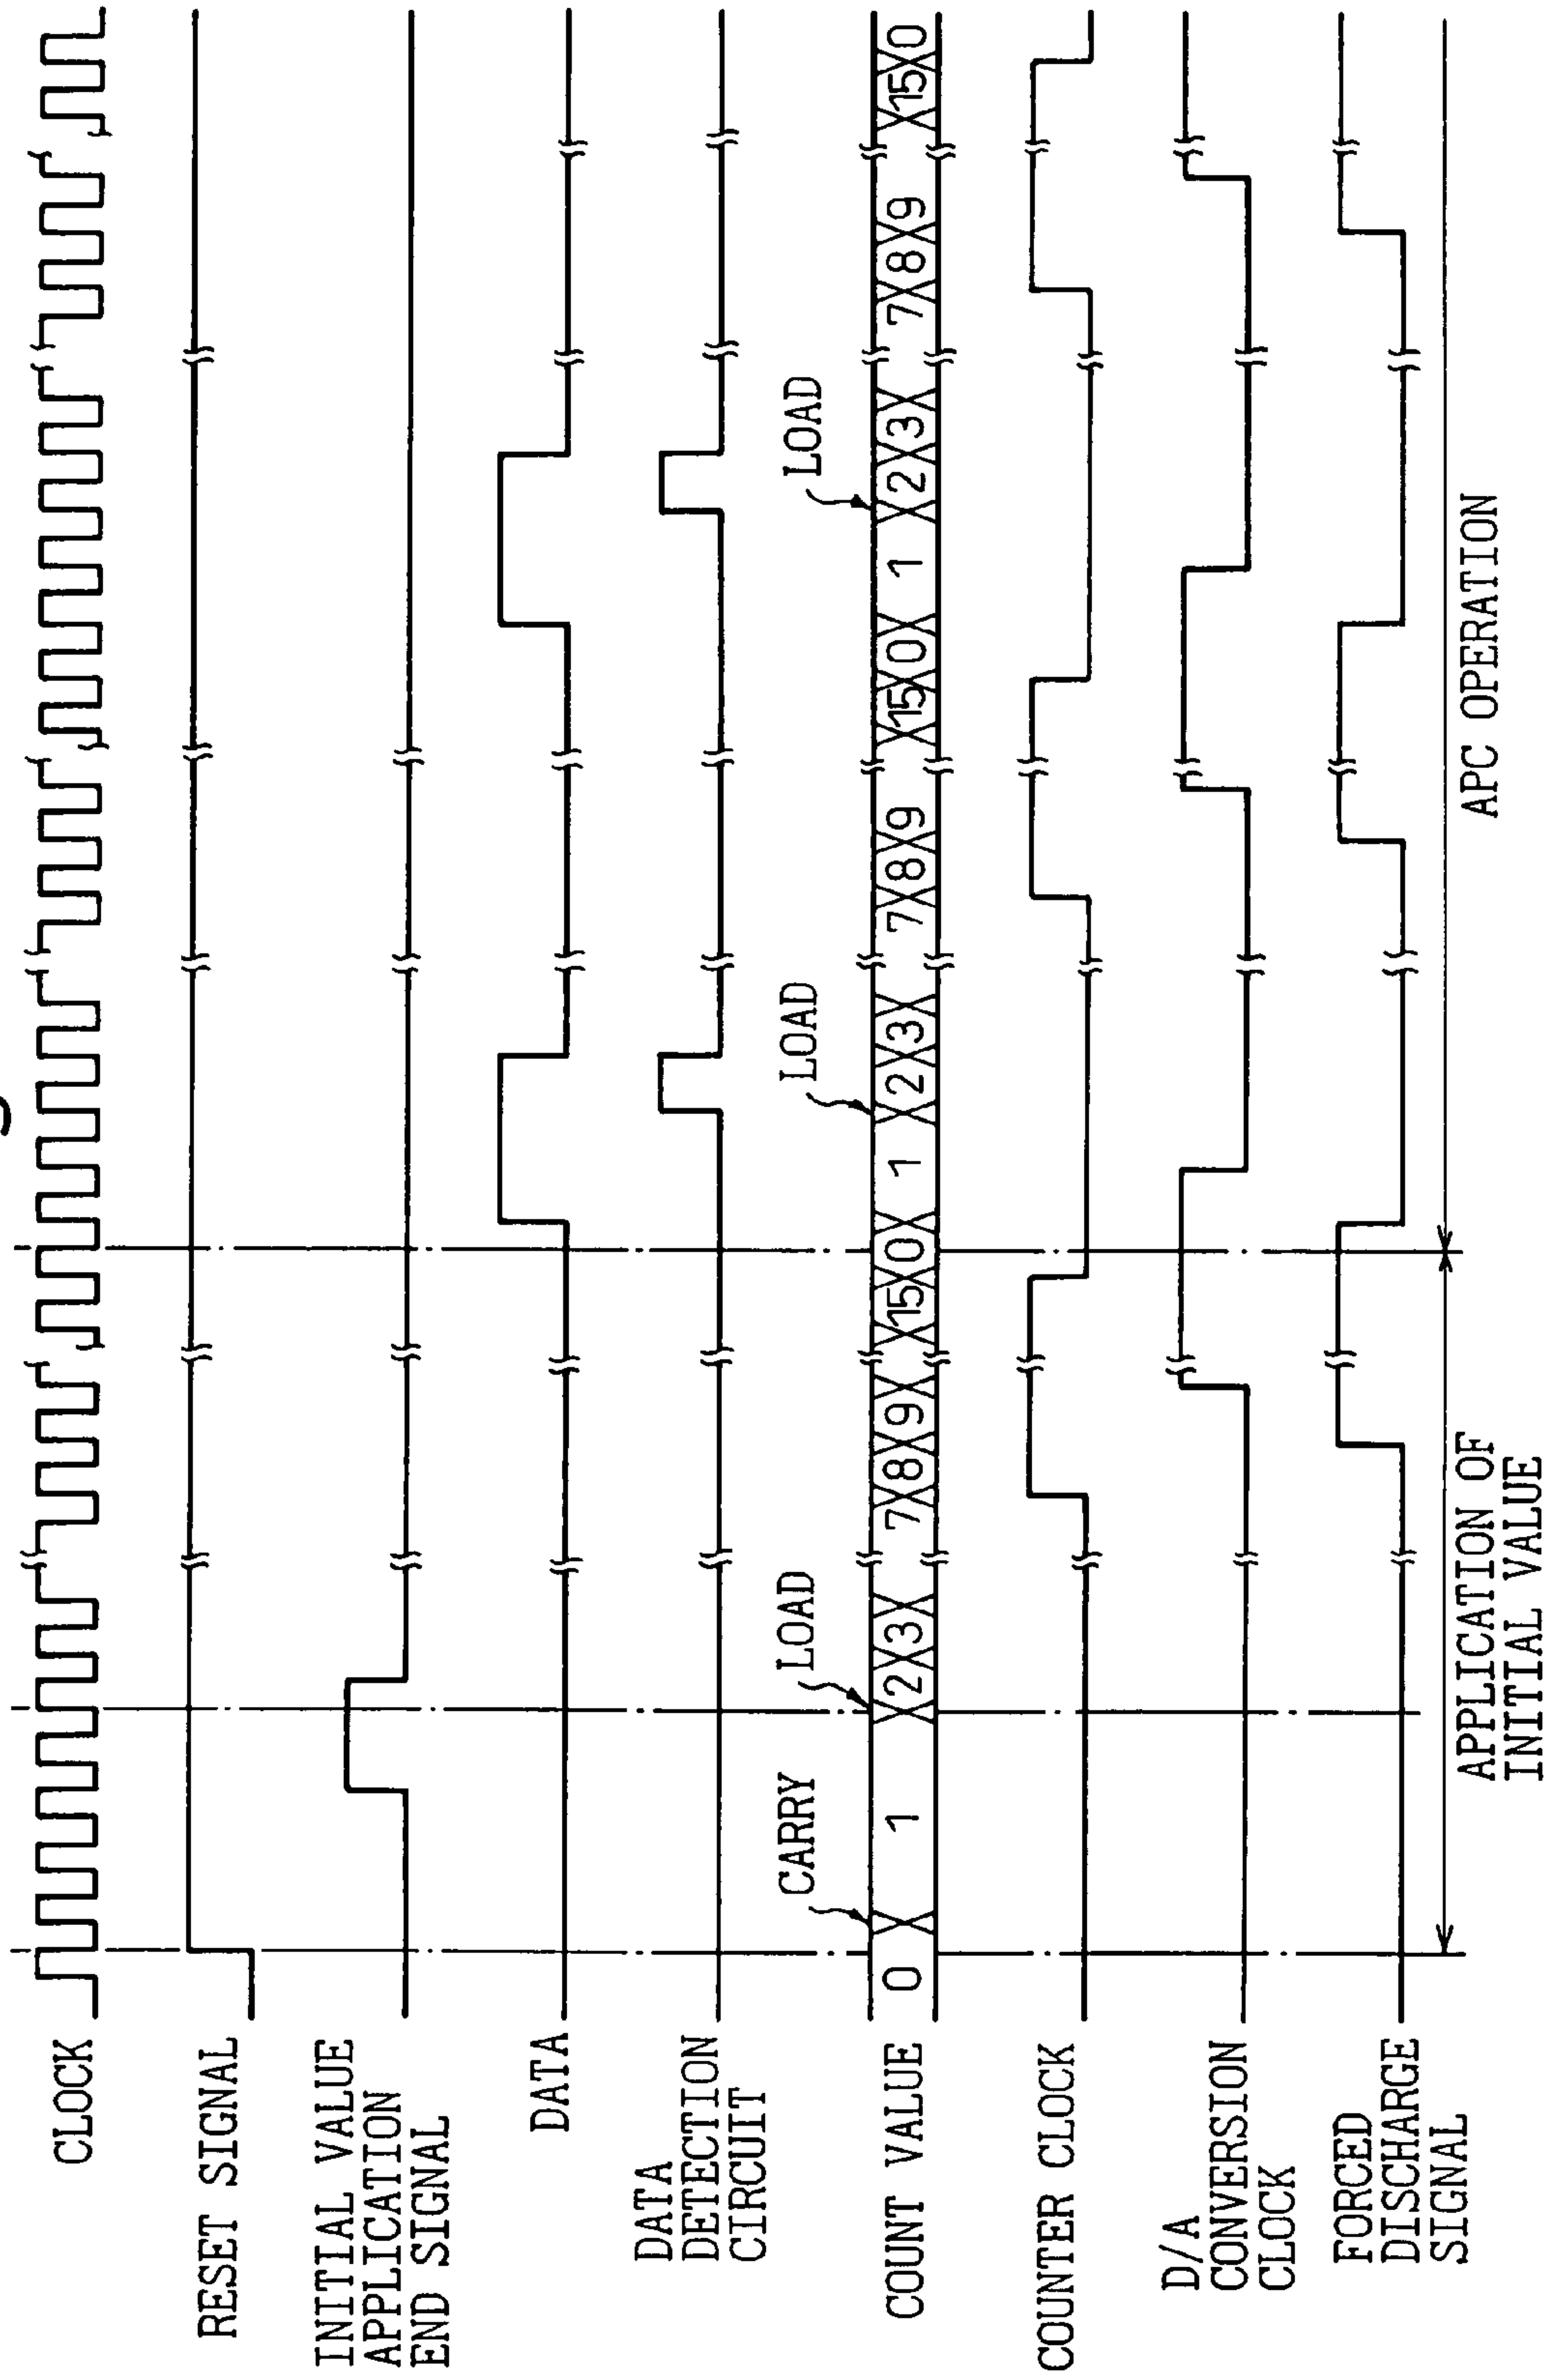 CLOCK
RESET SIGNAL
INITIAL VALUE
APPLICATION
END SIGNAL
DATA
DATA
DETECTION
CIRCUIT
CARRY
LOAD
LOAD
LOAD
COUNT VALUE
0 1 2 3 7 8 9 15 0 1 2 3 7 8 9 15 0 1 2 3 7 8 9 15 0
COUNTER CLOCK
D/A
CONVERSION
CLOCK
FORCED
DISCHARGE
SIGNAL
APPLICATION OF
INITIAL VALUE
APC OPERATION